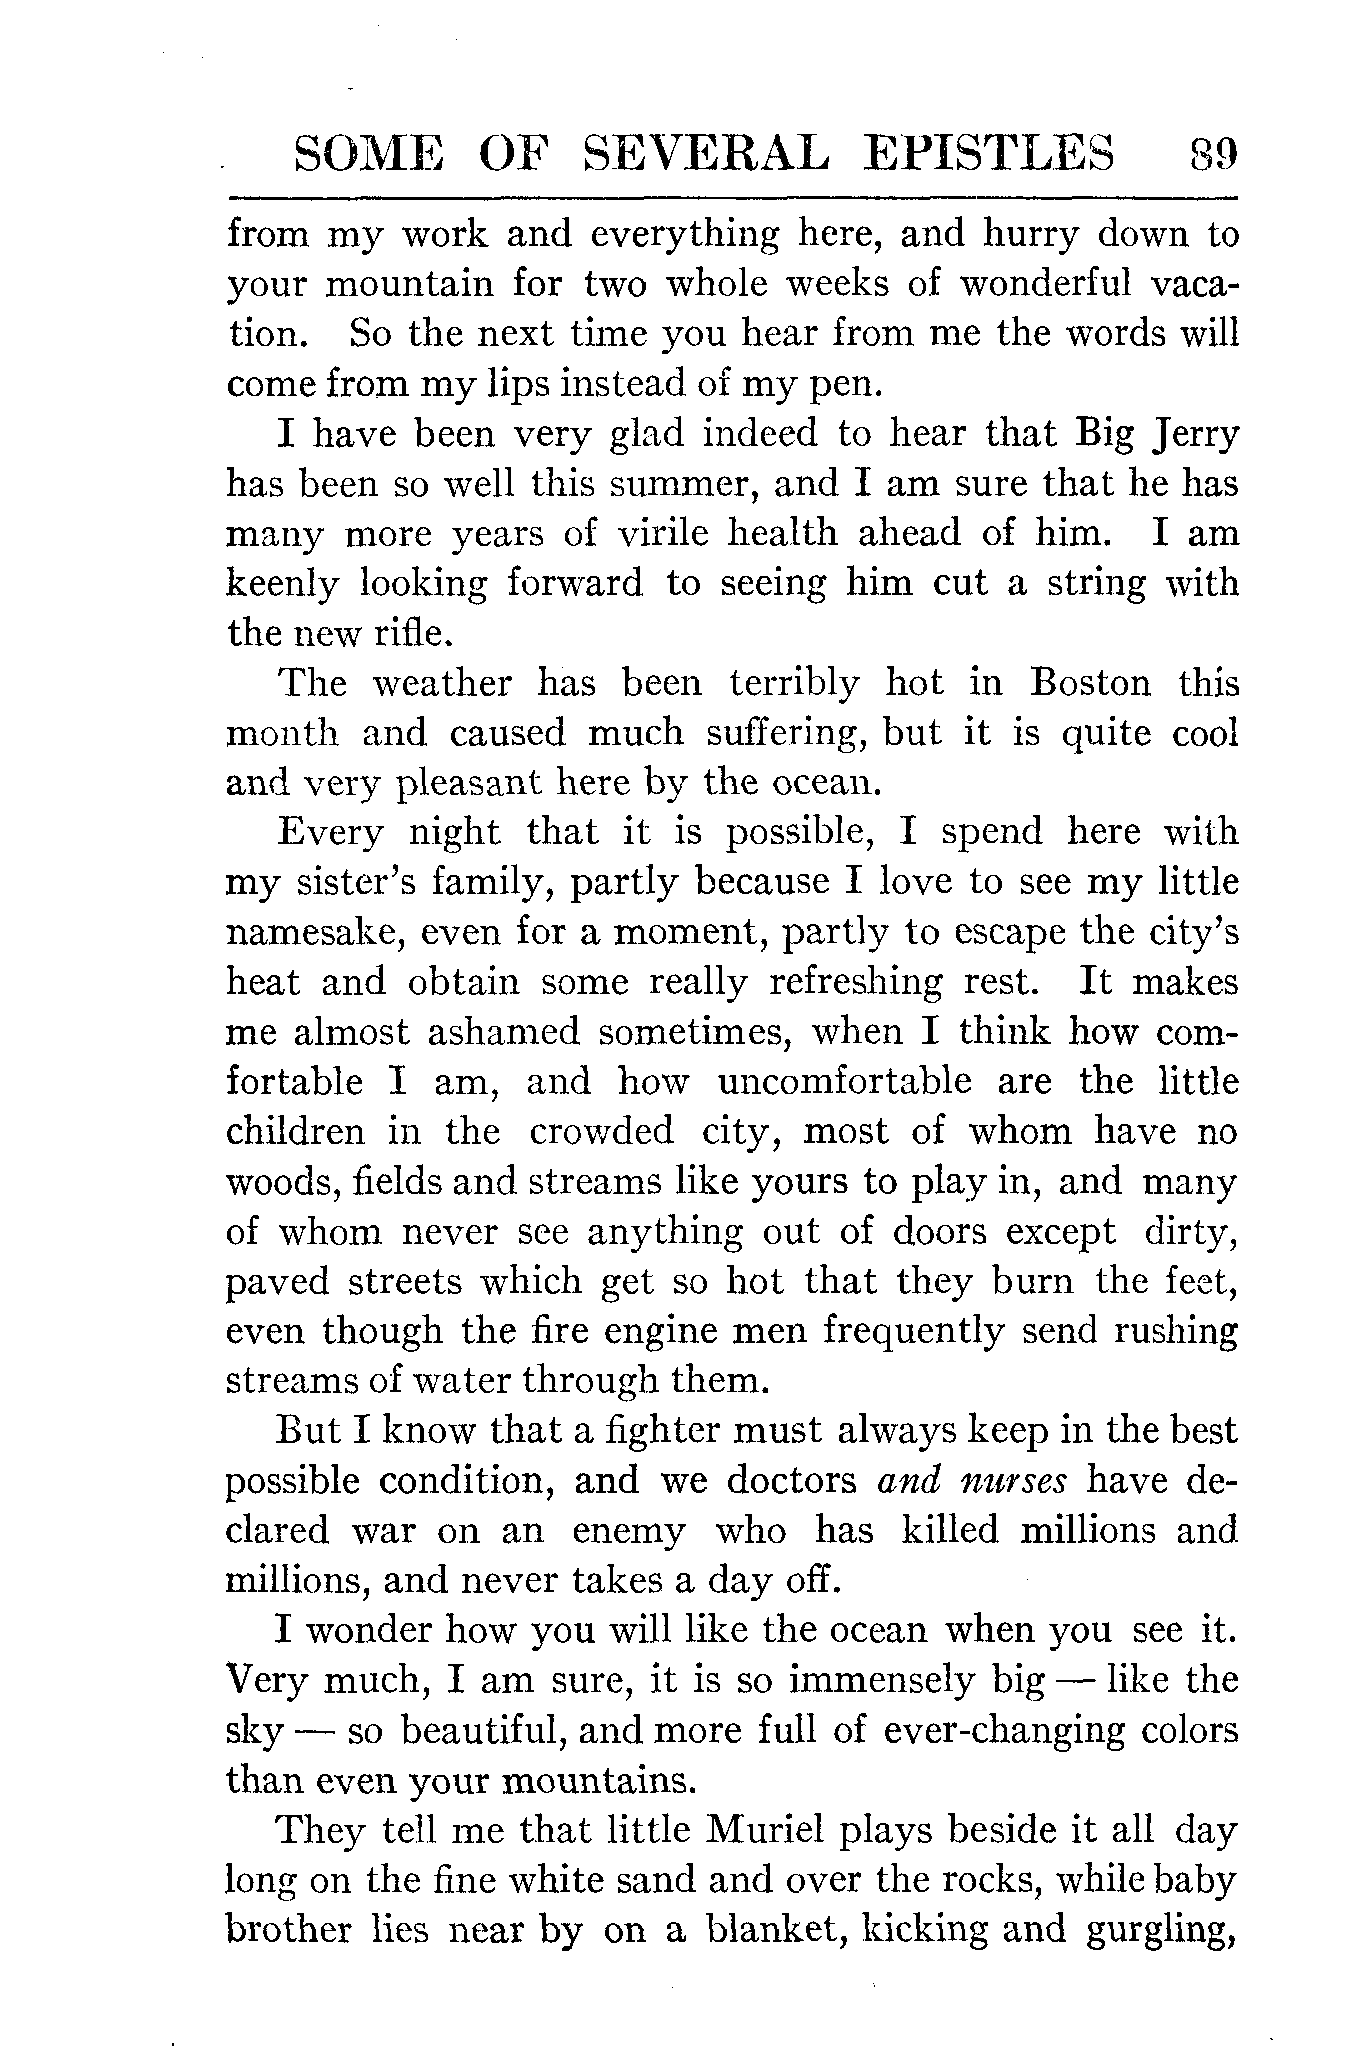 SOME OF SEVERAL EPISTLES 89
from my work and everything here, and hurry down to
your mountain for two whole weeks of wonderful vaca-
tion. So the next time you hear from me the words will
come from my lips instead of my pen.
I have been very glad indeed to hear that Big Jerry
has been so well this summer, and I am sure that he has
many more years of virile health ahead of him. I am
keenly looking forward to seeing him cut a string with
the new rifle.
The weather has been terribly hot in Boston this
month and caused much suffering, but it is quite cool
and very pleasant here by the ocean.
Every night that it is possible, I spend here with
my sister's family, partly because I love to see my little
namesake, even for a moment, partly to escape the city's
heat and obtain some really refreshing rest. It makes
me almost ashamed sometimes, when I think how com-
fortable I am, and how uncomfortable are the little
children in the crowded city, most of whom have no
woods, fields and streams like yours to play in, and many
of whom never see anything out of doors except dirty,
paved streets which get so hot that they burn the feet,
even though the fire engine men frequently send rushing
streams of water through them.
But I know that a fighter must always keep in the best
possible condition, and we doctors and nurses have de-
clared war on an enemy who has killed millions and
millions, and never takes a day off.
I wonder how you will like the ocean when you see it.
Very much, I am sure, it is so immensely big — like the
sky — so beautiful, and more full of ever-changing colors
than even your mountains.
They tell me that little Muriel plays beside it all day
long on the fine white sand and over the rocks, while baby
brother lies near by on a blanket, kicking and gurgling,